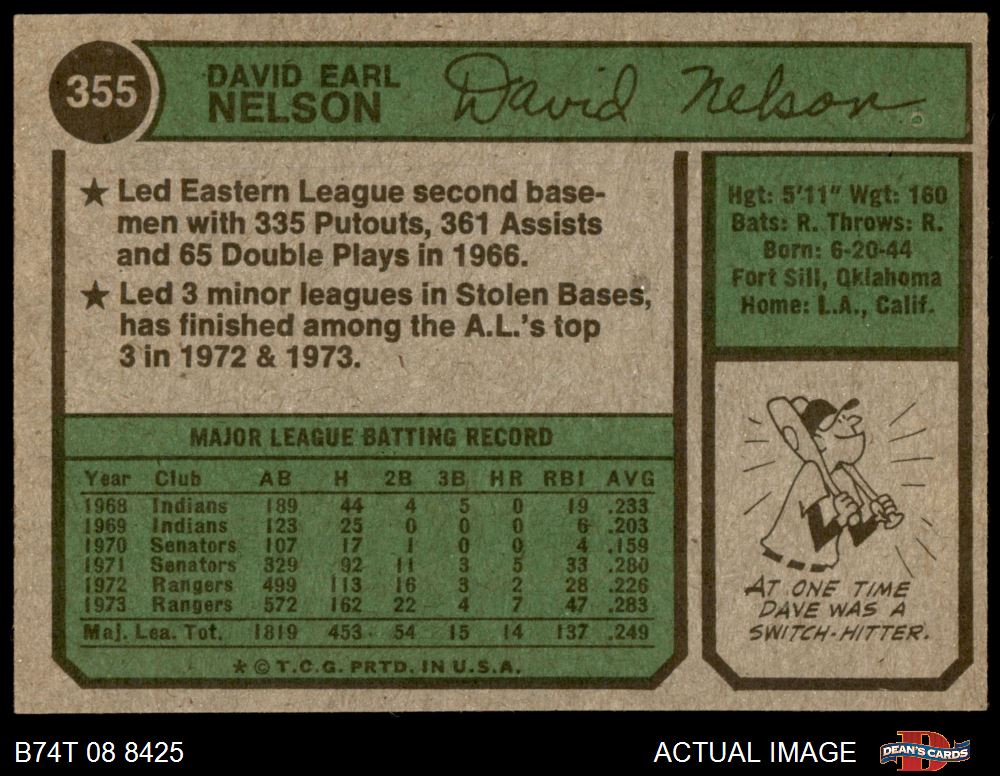 355
DAVID EARL
NELSON
David Nelson
★ Led Eastern League second base-
men with 335 Putouts, 361 Assists
and 65 Double Plays in 1966.
★ Led 3 minor leagues in Stolen Bases,
has finished among the A.L.'s top
3 in 1972 & 1973.
Hgt: 5'11" Wgt: 160
Bats: R. Throws: R.
Born: 6-20-44
Fort Sill, Oklahoma
Home: L.A., Calif.
MAJOR LEAGUE BATTING RECORD
Year Club AB H 2B 3B HR RBI AVG
1968 Indians 189 44 4 5 0 19 .233
1969 Indians 123 25 0 0 0 6 .203
1970 Senators 107 17 1 0 0 4 .159
1971 Senators 329 92 11 3 5 33 .280
1972 Rangers 499 113 16 3 2 28 .226
1973 Rangers 572 162 22 4 7 47 .283
Maj. Lea. Tot. 1819 453 54 15 14 137 .249
* © T.C.G. PRTD. IN U.S.A.
AT ONE TIME
DAVE WAS A
SWITCH-HITTER.
B74T 08 8425
ACTUAL IMAGE
D
DEAN'S CARDS